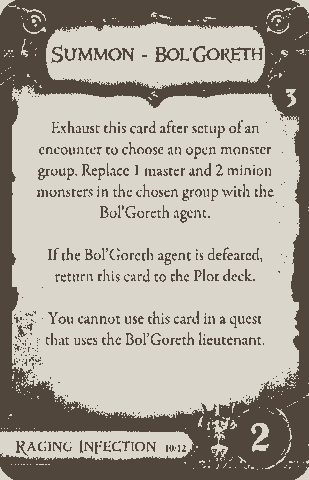 Summon - Bol'Goreth
3
Exhaust this card after setup of an
encounter to choose an open monster
group. Replace 1 master and 2 minion
monsters in the chosen group with the
Bol'Goreth agent.
If the Bol'Goreth agent is defeated,
return this card to the Plot deck.
You cannot use this card in a quest
that uses the Bol'Goreth lieutenant.
Raging Infection 10/12
2